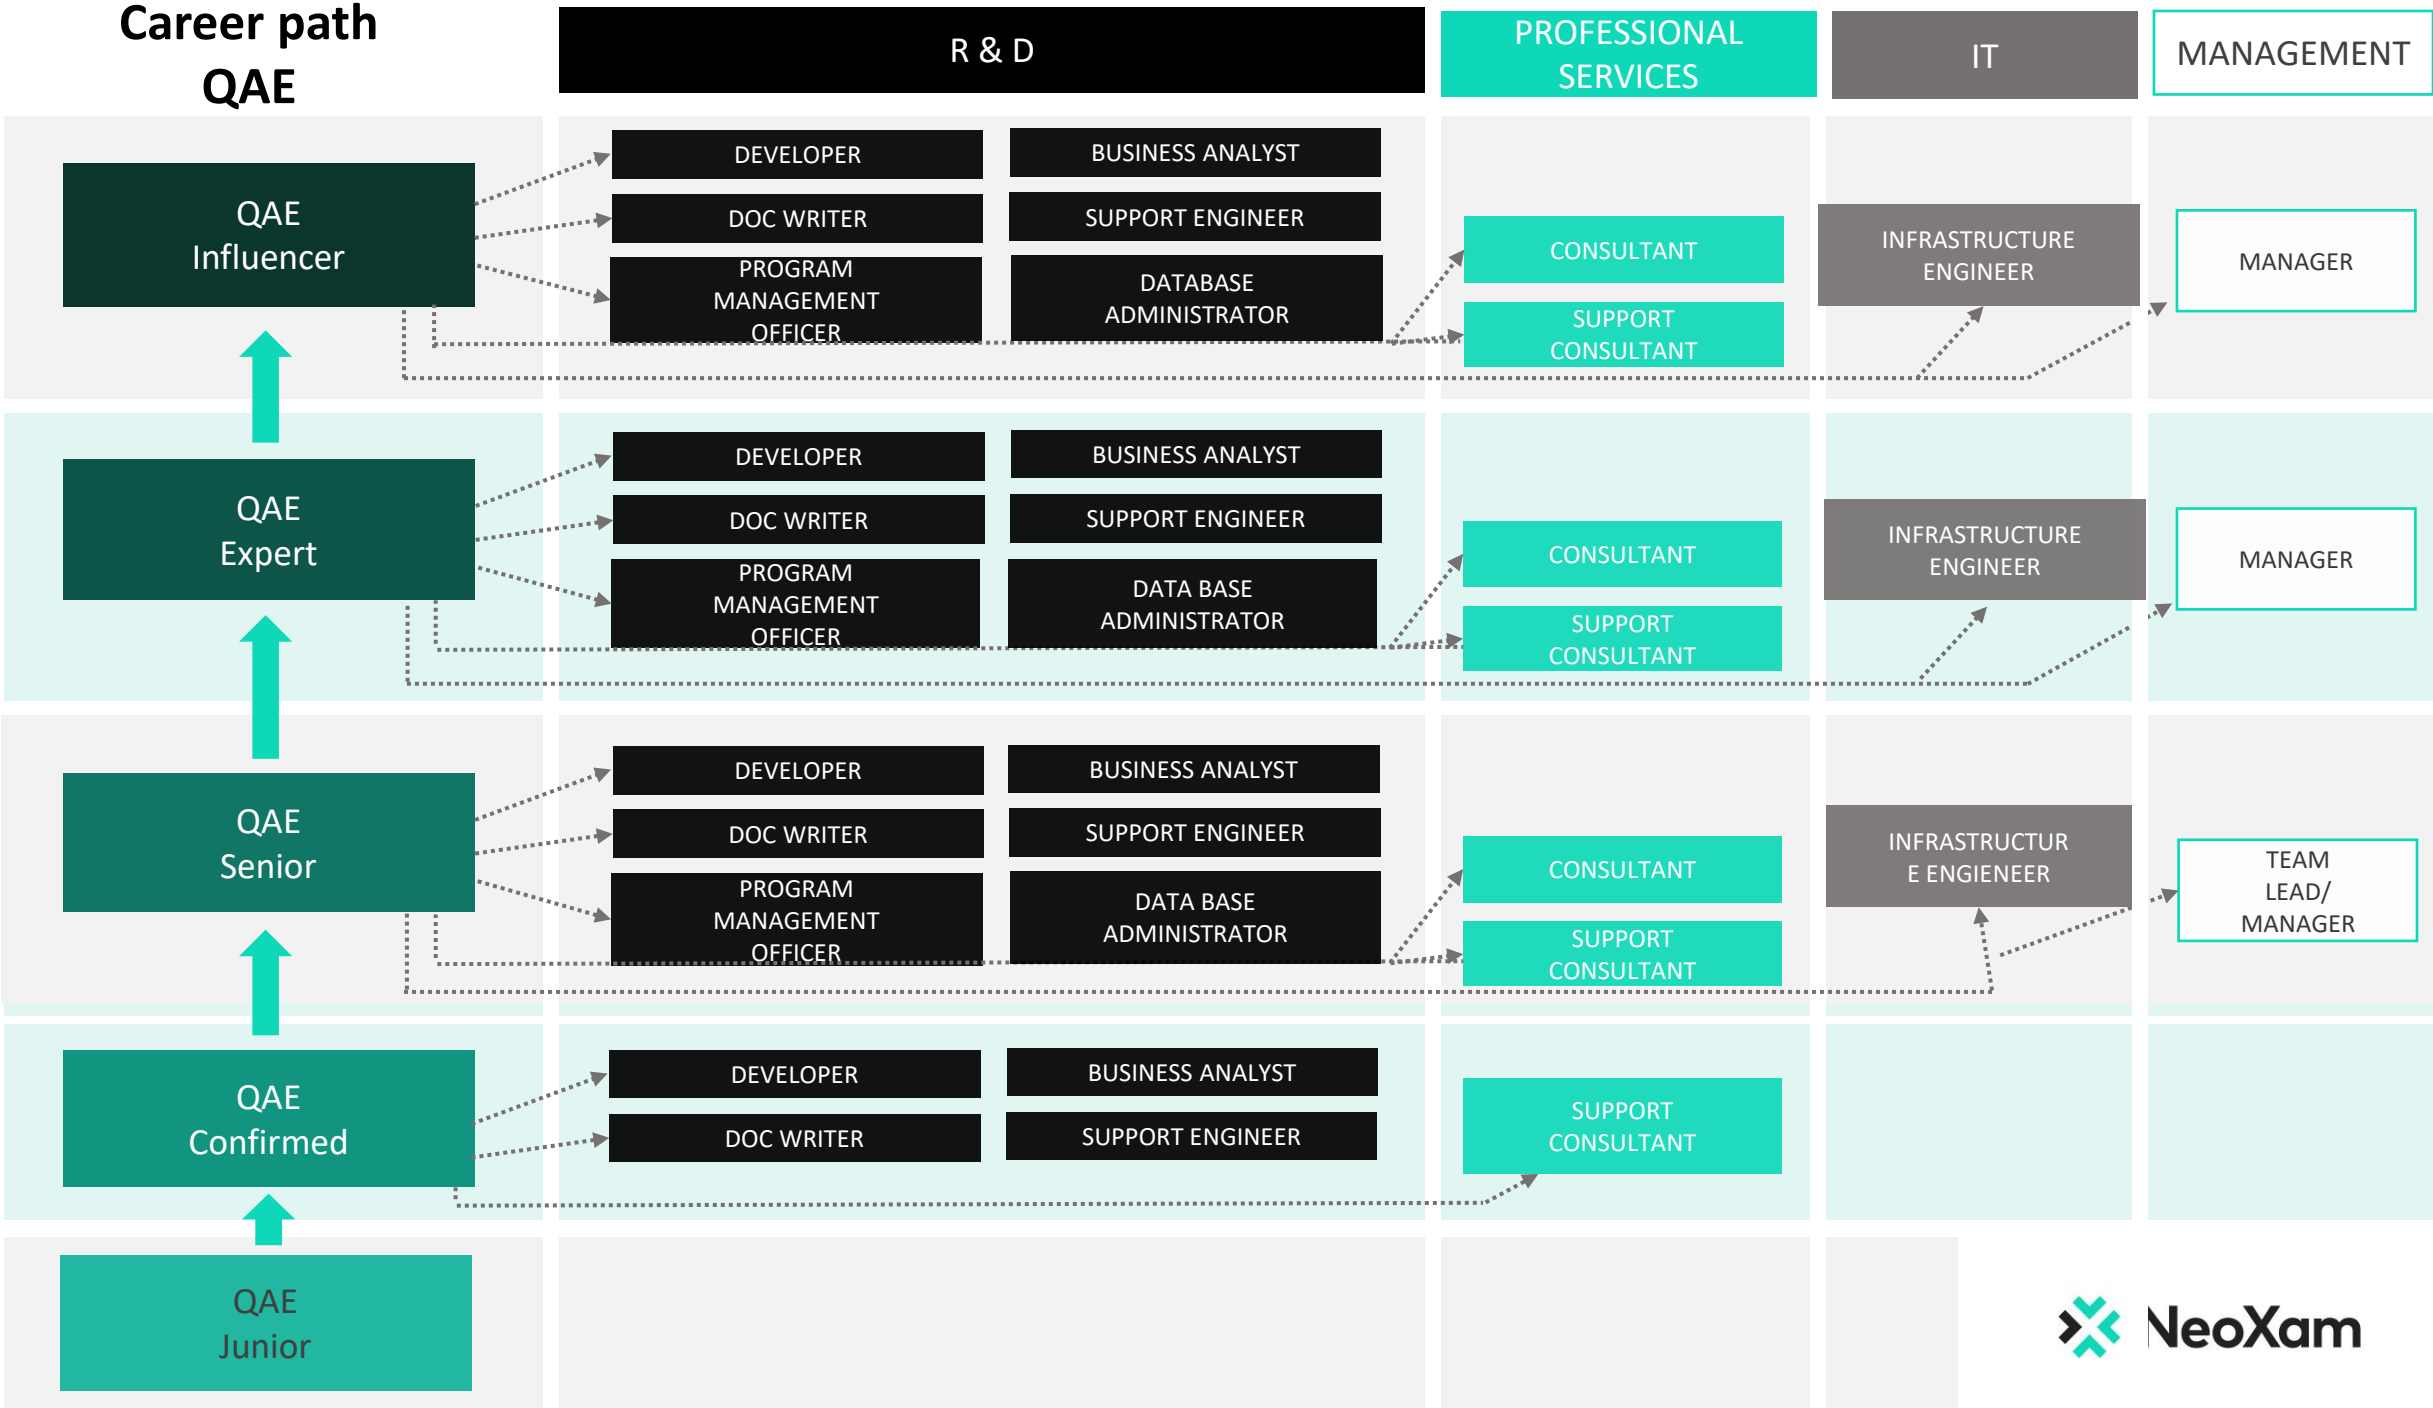 Career path
QAE
R & D
PROFESSIONAL
SERVICES
IT
MANAGEMENT
QAE
Influencer
DEVELOPER
BUSINESS ANALYST
DOC WRITER
SUPPORT ENGINEER
PROGRAM
MANAGEMENT
OFFICER
DATABASE
ADMINISTRATOR
CONSULTANT
SUPPORT
CONSULTANT
INFRASTRUCTURE
ENGINEER
MANAGER
QAE
Expert
DEVELOPER
BUSINESS ANALYST
DOC WRITER
SUPPORT ENGINEER
PROGRAM
MANAGEMENT
OFFICER
DATA BASE
ADMINISTRATOR
CONSULTANT
SUPPORT
CONSULTANT
INFRASTRUCTURE
ENGINEER
MANAGER
QAE
Senior
DEVELOPER
BUSINESS ANALYST
DOC WRITER
SUPPORT ENGINEER
PROGRAM
MANAGEMENT
OFFICER
DATA BASE
ADMINISTRATOR
CONSULTANT
SUPPORT
CONSULTANT
INFRASTRUCTUR
E ENGIENEER
TEAM
LEAD/
MANAGER
QAE
Confirmed
DEVELOPER
BUSINESS ANALYST
DOC WRITER
SUPPORT ENGINEER
SUPPORT
CONSULTANT
QAE
Junior
NeoXam